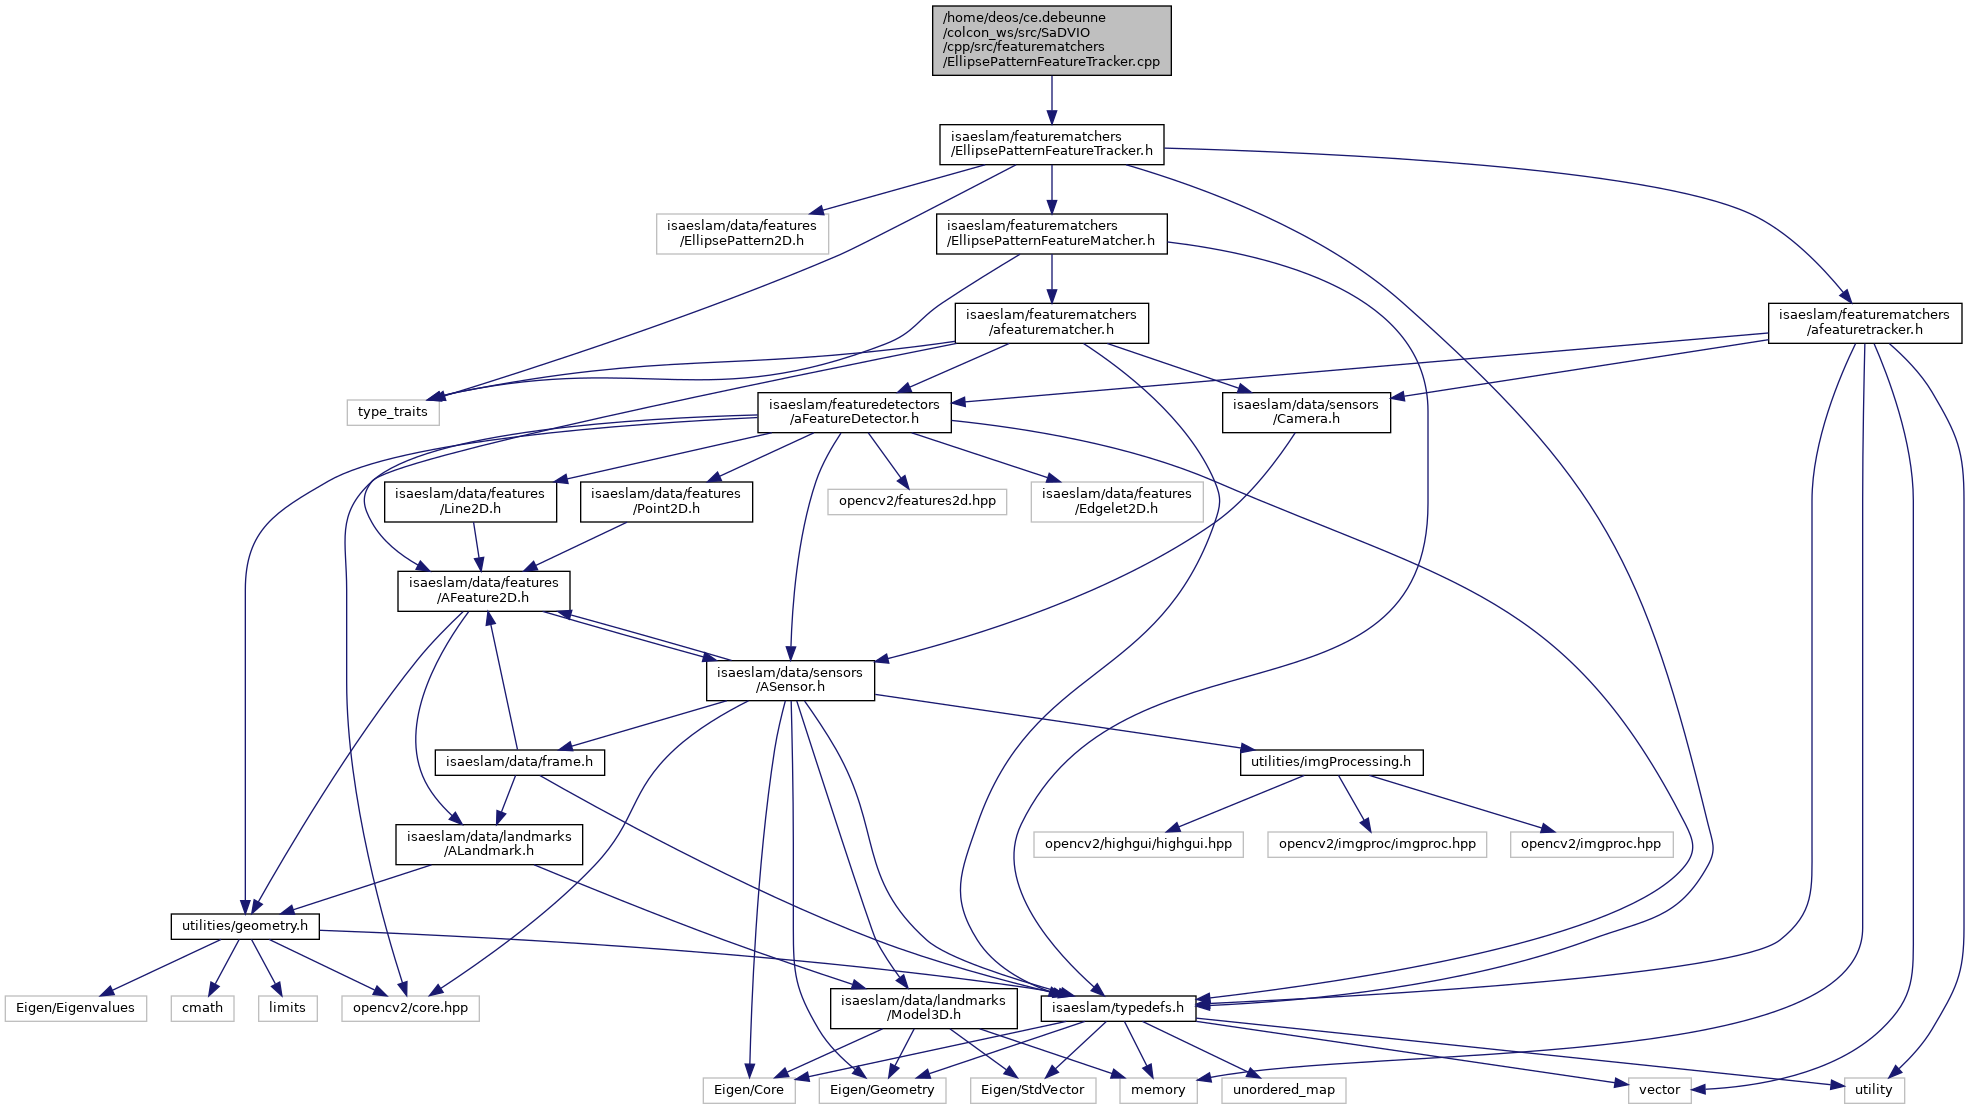 /home/deos/ce.debeunne
/colcon_ws/src/SaDVIO
/cpp/src/featurematchers
/EllipsePatternFeatureTracker.cpp
isaeslam/featurematchers
/EllipsePatternFeatureTracker.h
isaeslam/data/features
/EllipsePattern2D.h
isaeslam/featurematchers
/EllipsePatternFeatureMatcher.h
isaeslam/featurematchers
/afeaturematcher.h
isaeslam/featurematchers
/afeaturetracker.h
type_traits
isaeslam/featuredetectors
/aFeatureDetector.h
isaeslam/data/sensors
/Camera.h
isaeslam/data/features
/Line2D.h
isaeslam/data/features
/Point2D.h
opencv2/features2d.hpp
isaeslam/data/features
/Edgelet2D.h
isaeslam/data/features
/AFeature2D.h
isaeslam/data/sensors
/ASensor.h
isaeslam/data/frame.h
utilities/imgProcessing.h
isaeslam/data/landmarks
/ALandmark.h
opencv2/highgui/highgui.hpp
opencv2/imgproc/imgproc.hpp
opencv2/imgproc.hpp
utilities/geometry.h
Eigen/Eigenvalues
cmath
limits
opencv2/core.hpp
isaeslam/data/landmarks
/Model3D.h
isaeslam/typedefs.h
Eigen/Core
Eigen/Geometry
Eigen/StdVector
memory
unordered_map
vector
utility